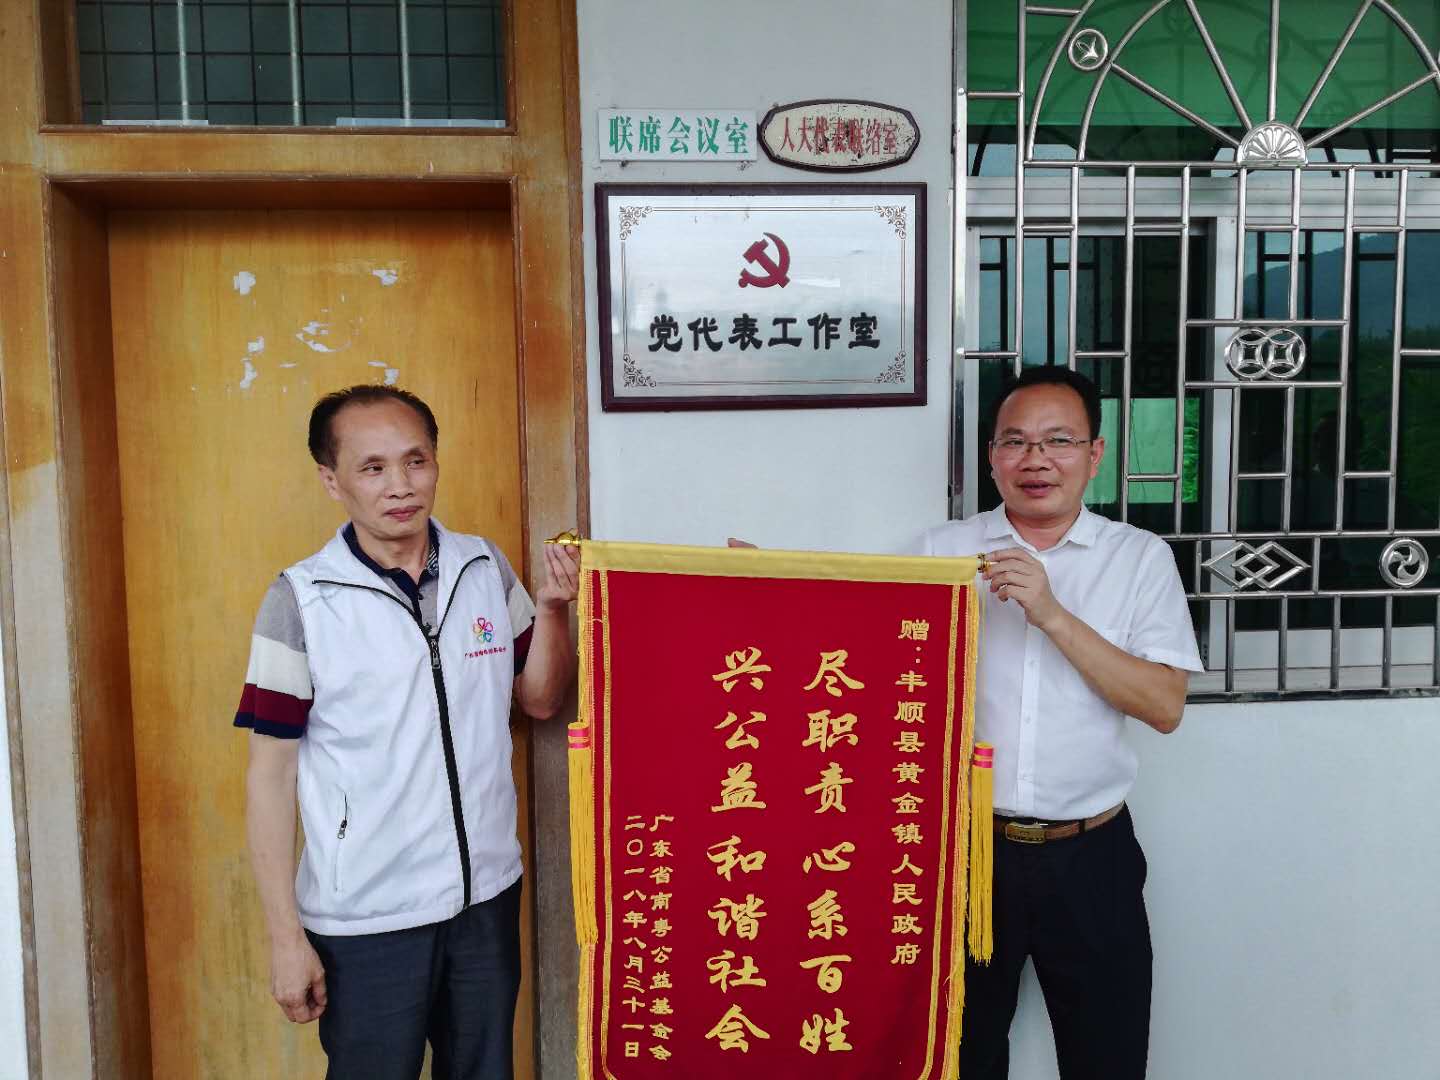 联席会议室
人大代表联络室
党代表工作室
赠：丰顺县黄金镇人民政府
尽职责 心系百姓
兴公益 和谐社会
广东省南粤公益基金会
二〇一八年八月三十一日